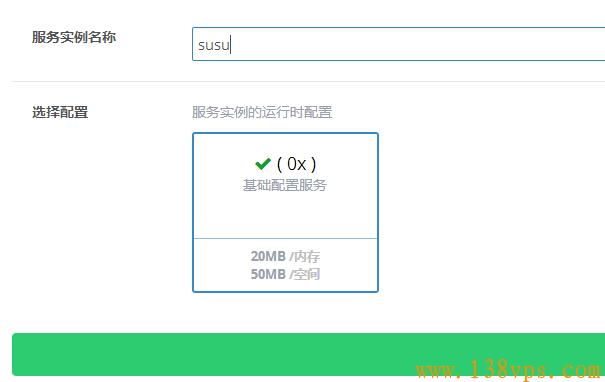 服务实例名称
susu
选择配置
服务实例的运行时配置
✔ ( 0x )
基础配置服务
20MB /内存
50MB /空间
www.138vps.com